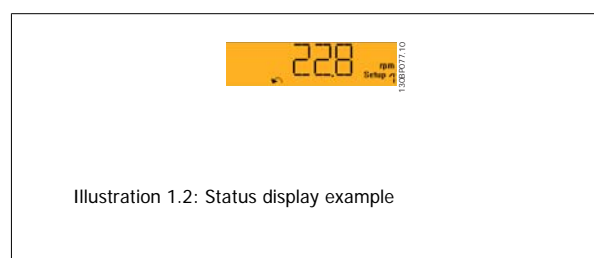 22.8
rpm
Setup 1
130BP077.10
Illustration 1.2: Status display example